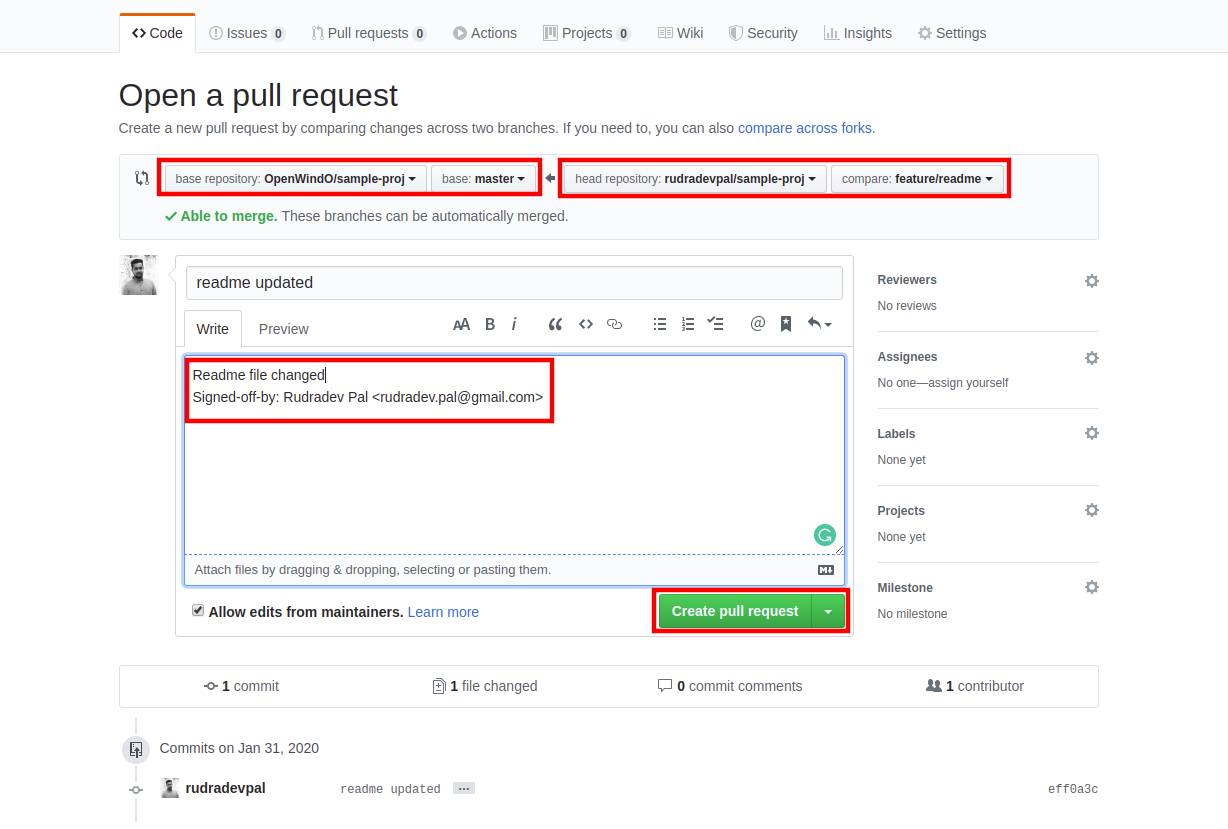 Code Issues 0 Pull requests 0 Actions Projects 0 Wiki Security Insights Settings
Open a pull request
Create a new pull request by comparing changes across two branches. If you need to, you can also compare across forks.
base repository: OpenWindO/sample-proj base: master head repository: rudradevpal/sample-proj compare: feature/readme
Able to merge. These branches can be automatically merged.
readme updated
Write Preview AA B i
Readme file changed
Signed-off-by: Rudradev Pal <rudradev.pal@gmail.com>
Attach files by dragging & dropping, selecting or pasting them.
Allow edits from maintainers. Learn more
Create pull request
Reviewers
No reviews
Assignees
No one—assign yourself
Labels
None yet
Projects
None yet
Milestone
No milestone
1 commit 1 file changed 0 commit comments 1 contributor
Commits on Jan 31, 2020
rudradevpal readme updated ... eff0a3c